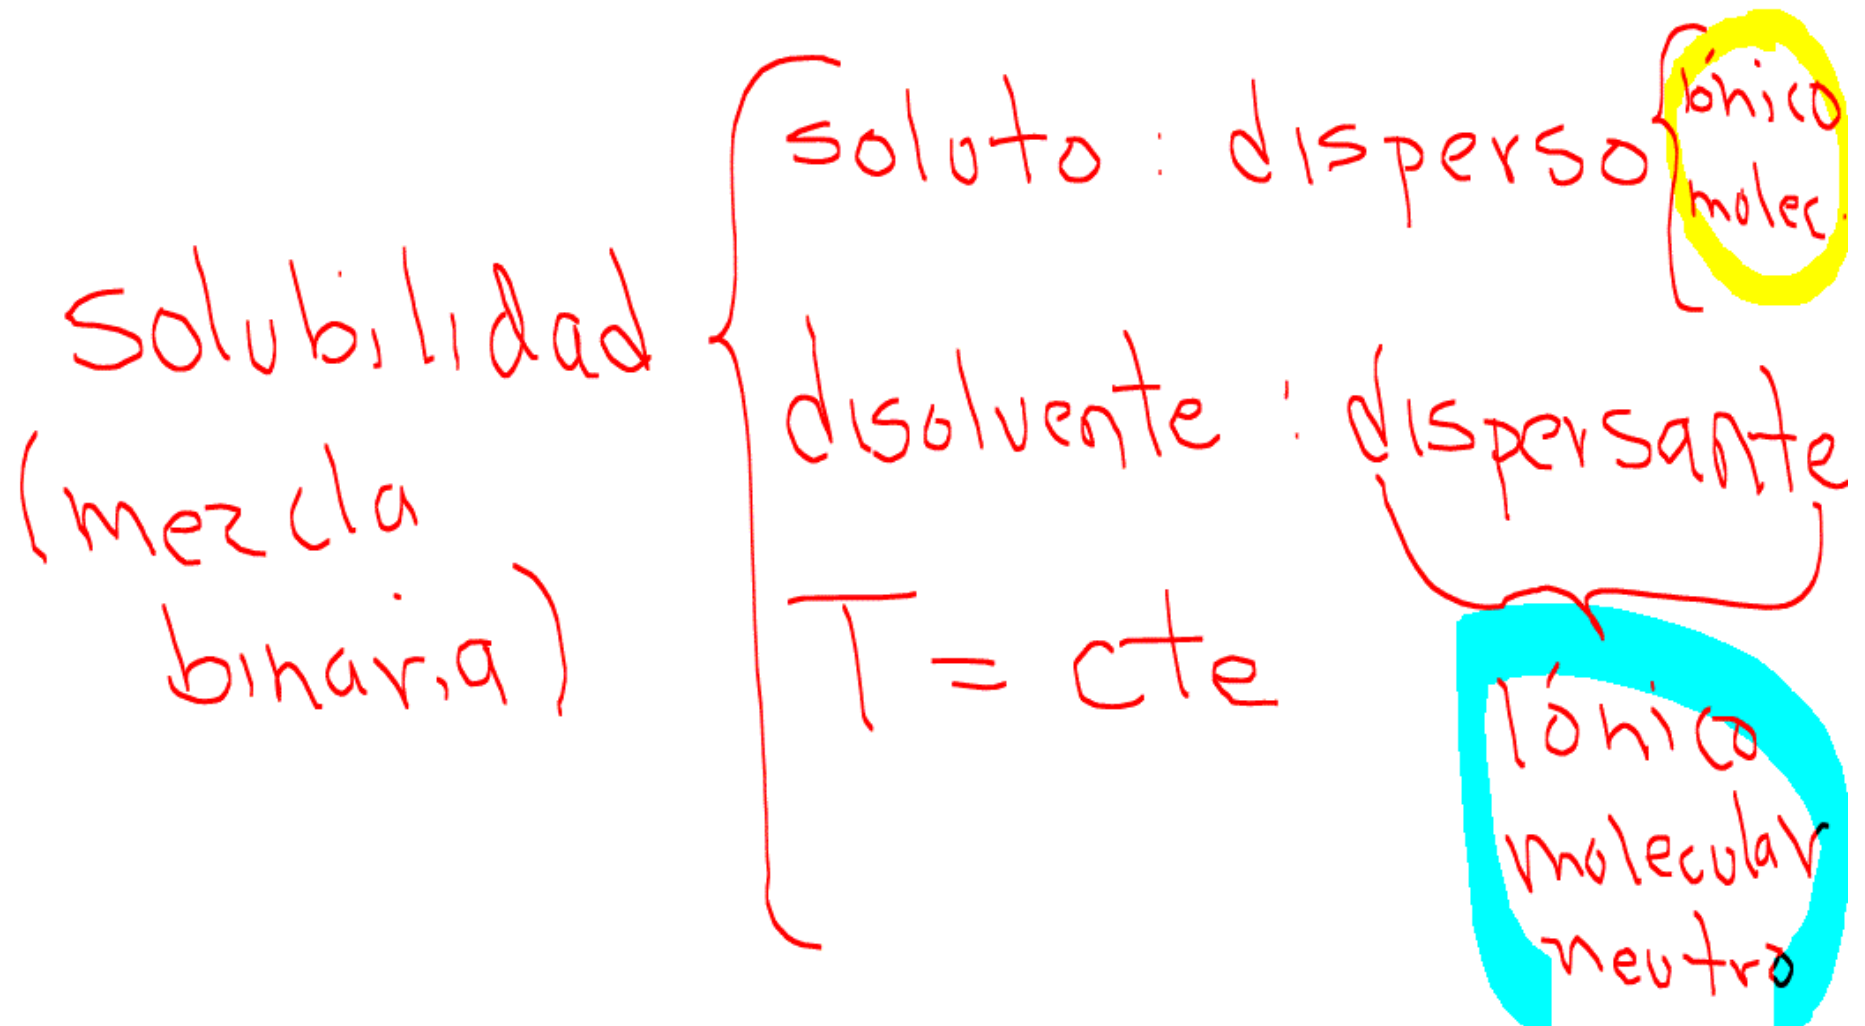 solubilidad
(mezcla
binaria)
soluto : disperso
iónico
molec.
disolvente : dispersante
T = cte
iónico
molecular
neutro